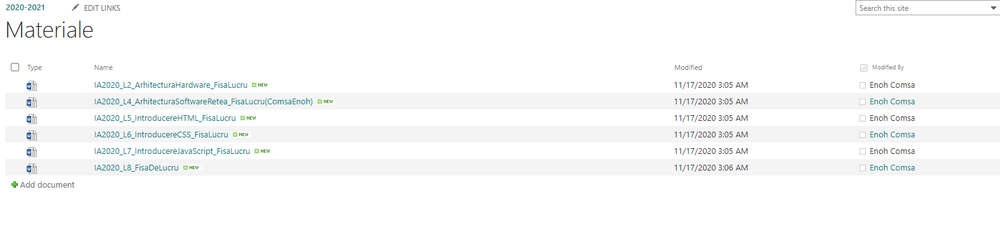 2020-2021 EDIT LINKS Search this site
Materiale
Type Name Modified Modified By
IA2020_L2_ArhitecturaHardware_FisaLucru NEW 11/17/2020 3:05 AM Enoh Comsa
IA2020_L4_ArhitecturaSoftwareRetea_FisaLucru(ComsaEnoh) NEW 11/17/2020 3:05 AM Enoh Comsa
IA2020_L5_IntroducereHTML_FisaLucru NEW 11/17/2020 3:05 AM Enoh Comsa
IA2020_L6_IntroducereCSS_FisaLucru NEW 11/17/2020 3:05 AM Enoh Comsa
IA2020_L7_IntroducereJavaScript_FisaLucru NEW 11/17/2020 3:05 AM Enoh Comsa
IA2020_L8_FisaDeLucru NEW 11/17/2020 3:06 AM Enoh Comsa
Add document